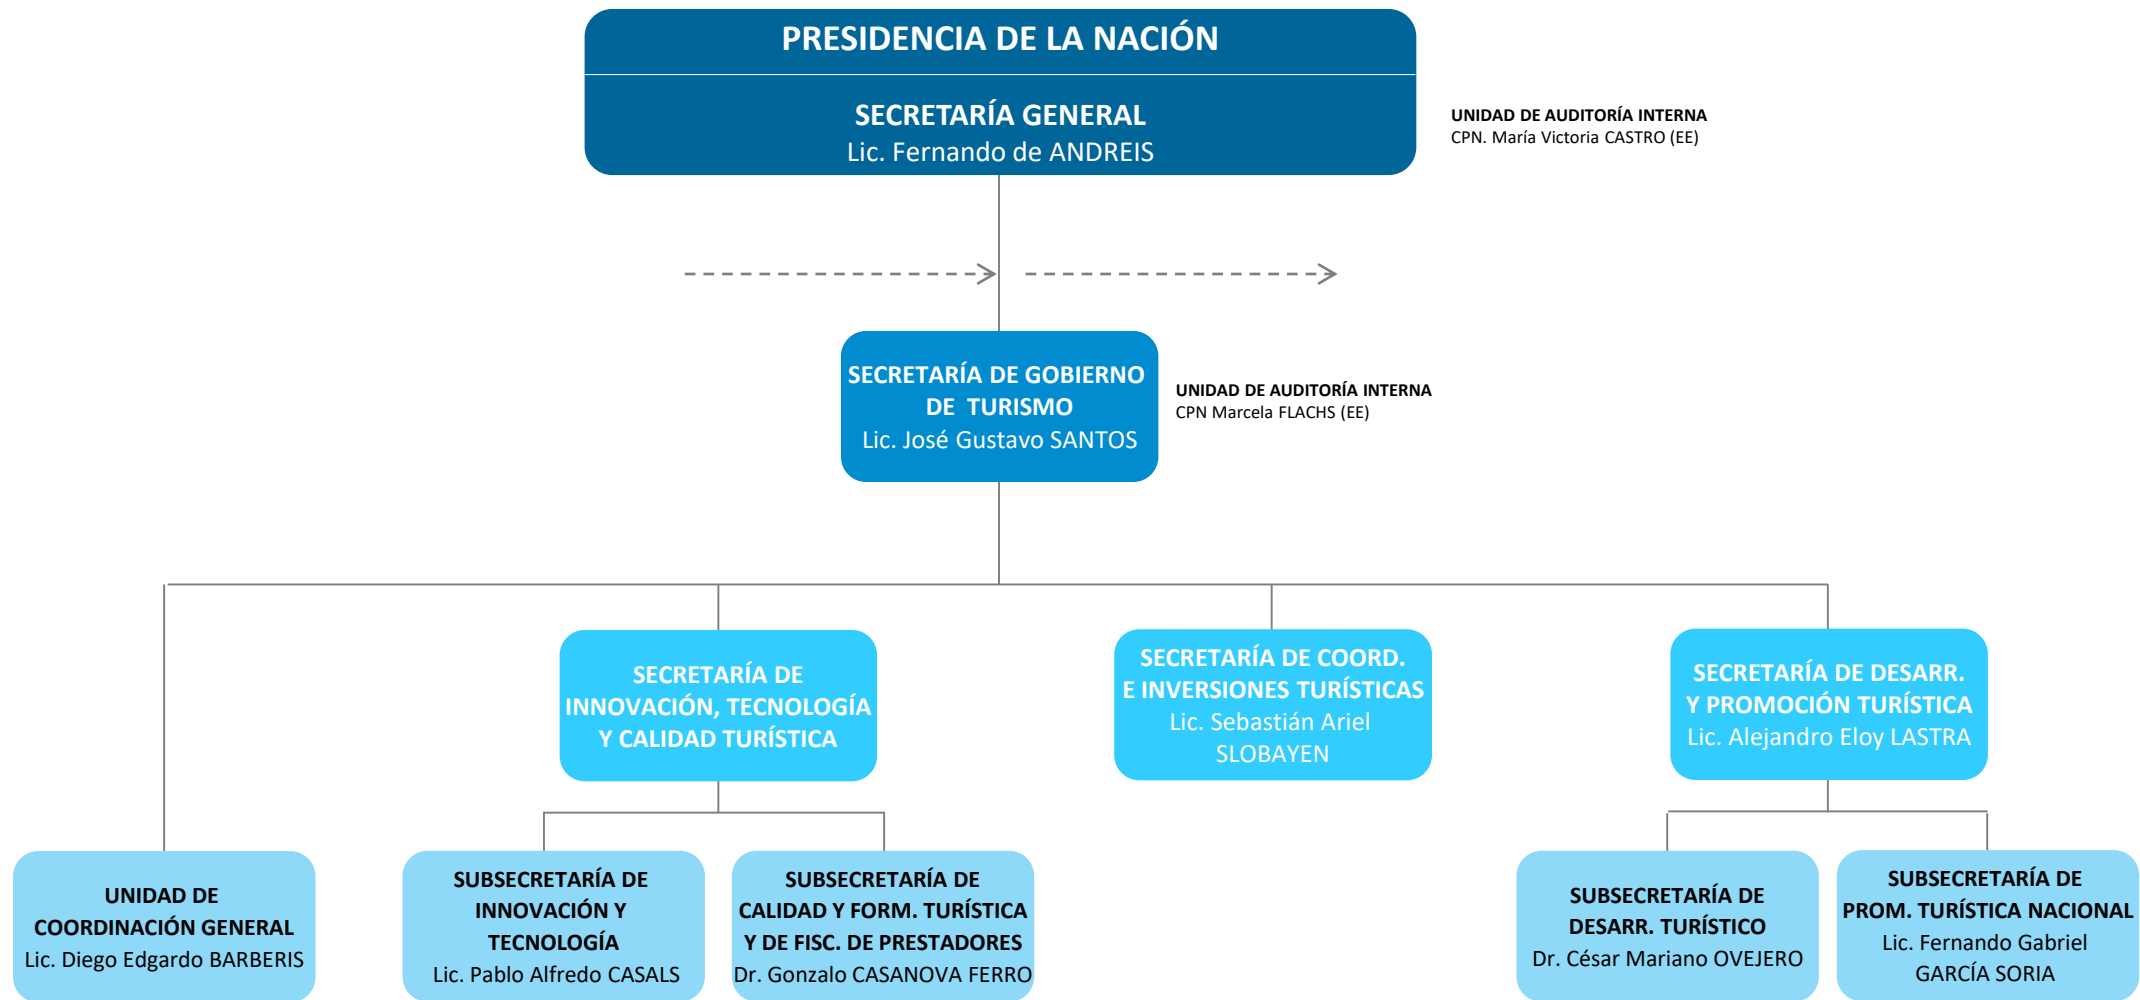 PRESIDENCIA DE LA NACIÓN
SECRETARÍA GENERAL
Lic. Fernando de ANDREIS
UNIDAD DE AUDITORÍA INTERNA
CPN. María Victoria CASTRO (EE)
SECRETARÍA DE GOBIERNO
DE TURISMO
Lic. José Gustavo SANTOS
UNIDAD DE AUDITORÍA INTERNA
CPN Marcela FLACHS (EE)
SECRETARÍA DE
INNOVACIÓN, TECNOLOGÍA
Y CALIDAD TURÍSTICA
SECRETARÍA DE COORD.
E INVERSIONES TURÍSTICAS
Lic. Sebastián Ariel
SLOBAYEN
SECRETARÍA DE DESARR.
Y PROMOCIÓN TURÍSTICA
Lic. Alejandro Eloy LASTRA
UNIDAD DE
COORDINACIÓN GENERAL
Lic. Diego Edgardo BARBERIS
SUBSECRETARÍA DE
INNOVACIÓN Y
TECNOLOGÍA
Lic. Pablo Alfredo CASALS
SUBSECRETARÍA DE
CALIDAD Y FORM. TURÍSTICA
Y DE FISC. DE PRESTADORES
Dr. Gonzalo CASANOVA FERRO
SUBSECRETARÍA DE
DESARR. TURÍSTICO
Dr. César Mariano OVEJERO
SUBSECRETARÍA DE
PROM. TURÍSTICA NACIONAL
Lic. Fernando Gabriel
GARCÍA SORIA